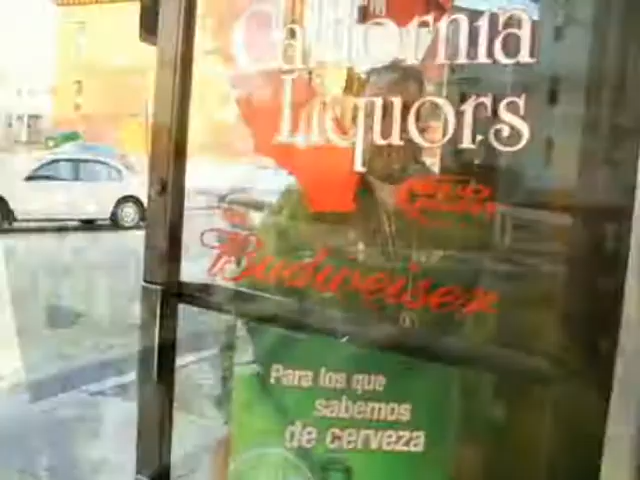 California
Liquors
Budweiser
Para los que
sabemos
de cerveza